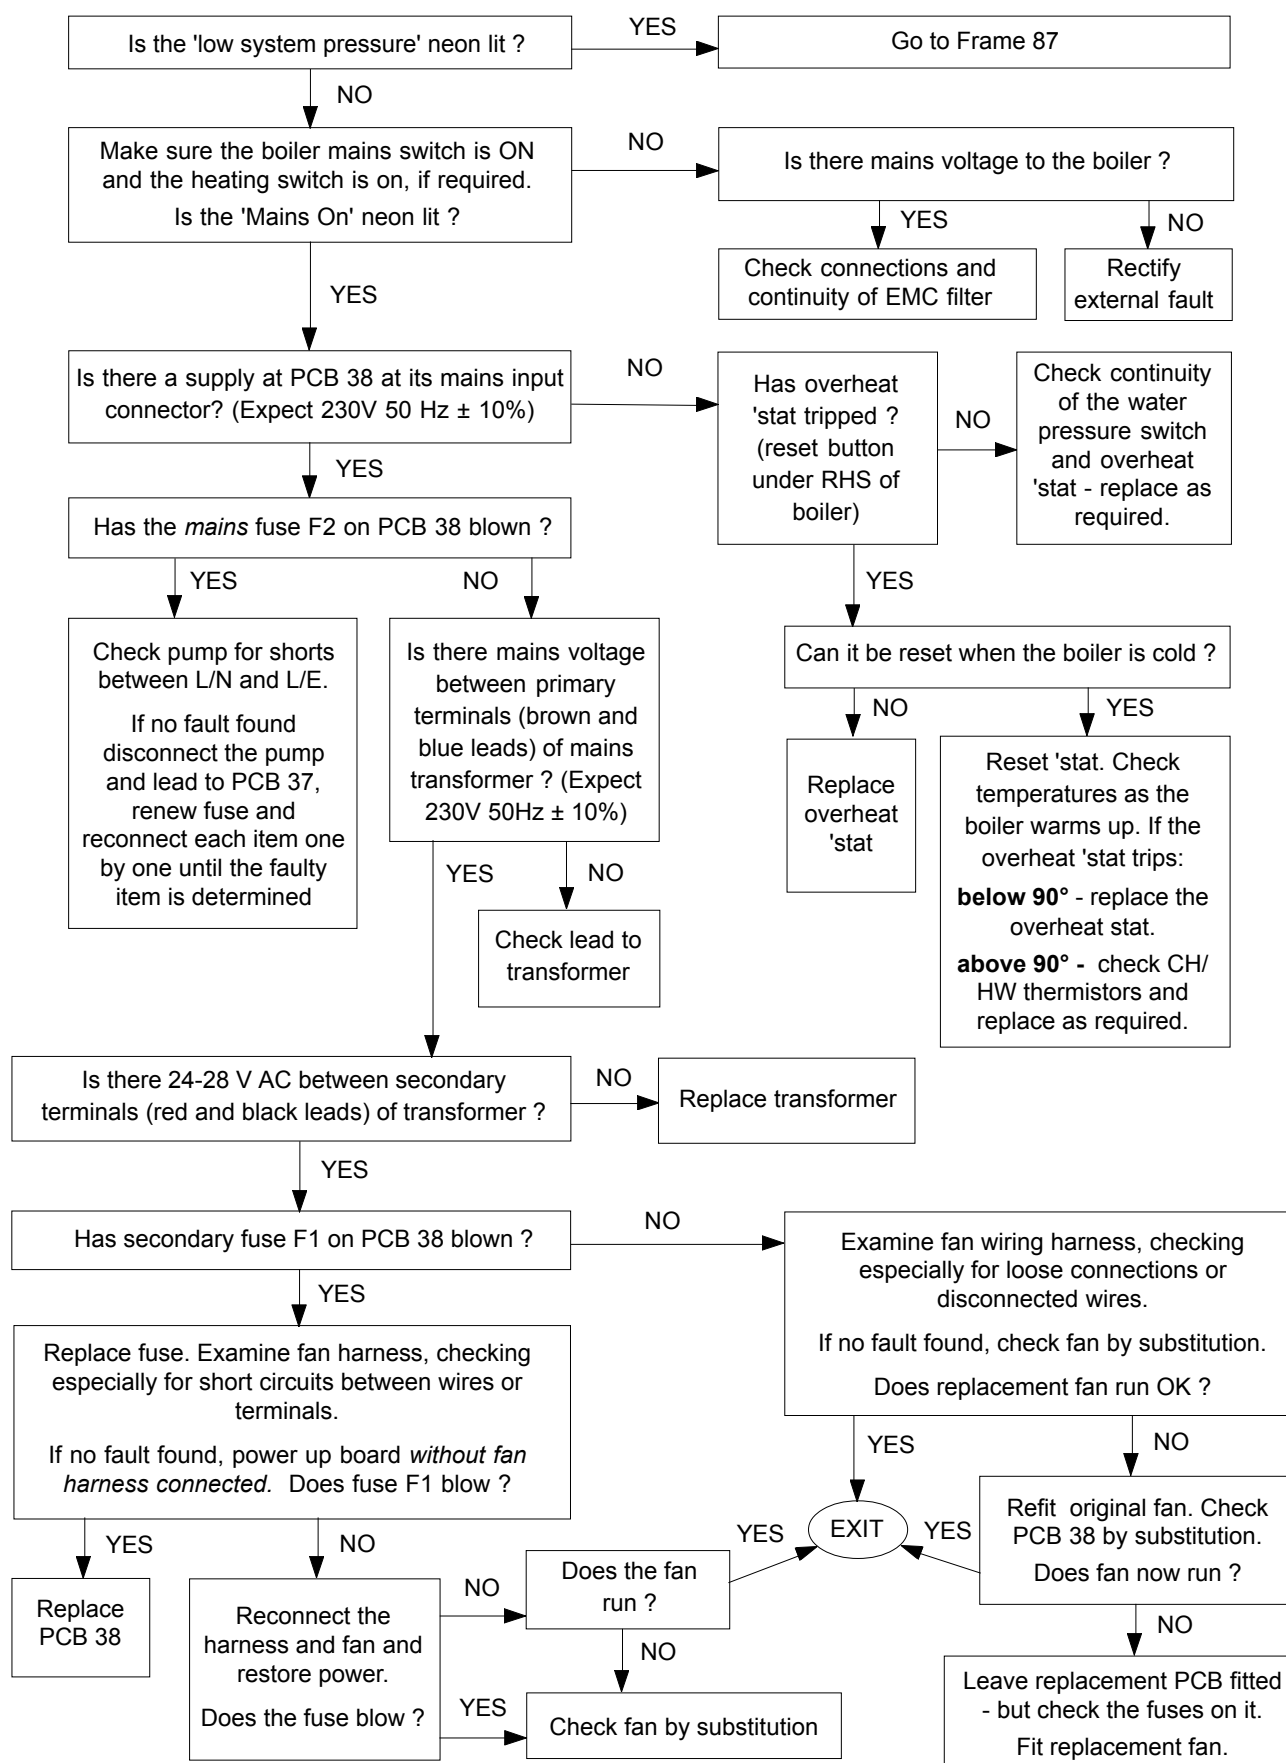 Is the 'low system pressure' neon lit ?
YES
Go to Frame 87
NO
Make sure the boiler mains switch is ON
and the heating switch is on, if required.
Is the 'Mains On' neon lit ?
NO
Is there mains voltage to the boiler ?
YES
NO
Check connections and
continuity of EMC filter
Rectify
external fault
YES
Is there a supply at PCB 38 at its mains input
connector? (Expect 230V 50 Hz ± 10%)
NO
Has overheat
'stat tripped ?
(reset button
under RHS of
boiler)
NO
Check continuity
of the water
pressure switch
and overheat
'stat - replace as
required.
YES
Has the mains fuse F2 on PCB 38 blown ?
YES
NO
YES
Check pump for shorts
between L/N and L/E.
If no fault found
disconnect the pump
and lead to PCB 37,
renew fuse and
reconnect each item one
by one until the faulty
item is determined
Is there mains voltage
between primary
terminals (brown and
blue leads) of mains
transformer ? (Expect
230V 50Hz ± 10%)
Can it be reset when the boiler is cold ?
NO
YES
Replace
overheat
'stat
Reset 'stat. Check
temperatures as the
boiler warms up. If the
overheat 'stat trips:
below 90° - replace the
overheat stat.
above 90° - check CH/
HW thermistors and
replace as required.
YES
NO
Check lead to
transformer
Is there 24-28 V AC between secondary
terminals (red and black leads) of transformer ?
NO
Replace transformer
YES
Has secondary fuse F1 on PCB 38 blown ?
NO
Examine fan wiring harness, checking
especially for loose connections or
disconnected wires.
If no fault found, check fan by substitution.
Does replacement fan run OK ?
YES
Replace fuse. Examine fan harness, checking
especially for short circuits between wires or
terminals.
If no fault found, power up board without fan
harness connected. Does fuse F1 blow ?
YES
NO
YES
NO
Replace
PCB 38
Reconnect the
harness and fan and
restore power.
Does the fuse blow ?
NO
Does the fan
run ?
YES
EXIT
YES
Refit original fan. Check
PCB 38 by substitution.
Does fan now run ?
NO
YES
Check fan by substitution
NO
Leave replacement PCB fitted
- but check the fuses on it.
Fit replacement fan.